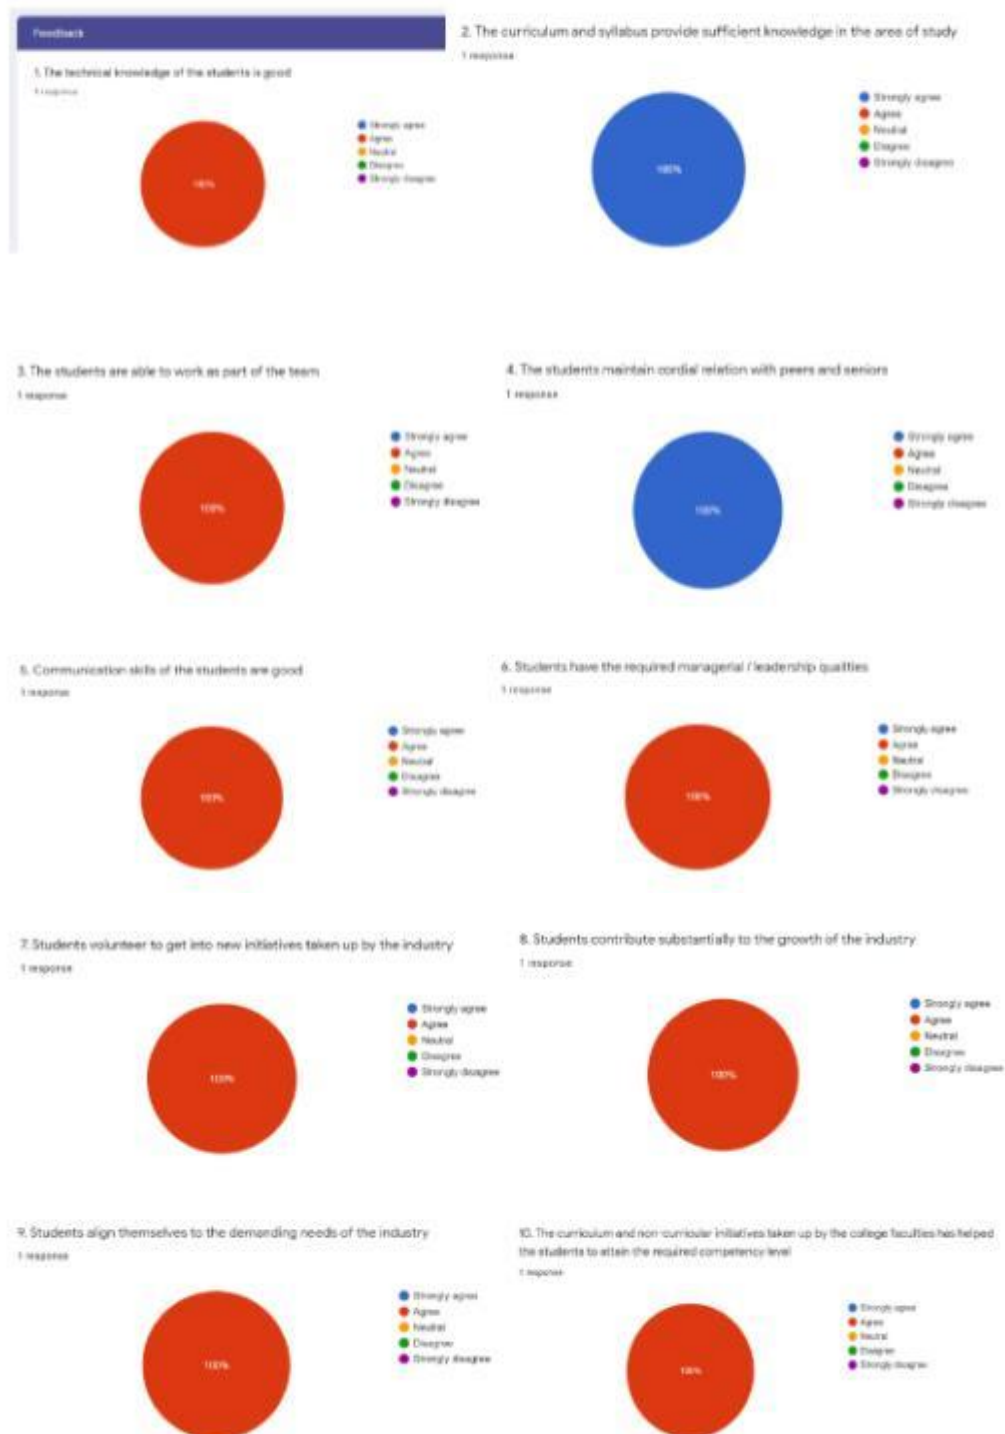 Feedback
1. The technical knowledge of the students is good
1 response
100%
Strongly agree
Agree
Neutral
Disagree
Strongly disagree
2. The curriculum and syllabus provide sufficient knowledge in the area of study
1 response
100%
Strongly agree
Agree
Neutral
Disagree
Strongly disagree
3. The students are able to work as part of the team
1 response
100%
Strongly agree
Agree
Neutral
Disagree
Strongly disagree
4. The students maintain cordial relation with peers and seniors
1 response
100%
Strongly agree
Agree
Neutral
Disagree
Strongly disagree
5. Communication skills of the students are good
1 response
100%
Strongly agree
Agree
Neutral
Disagree
Strongly disagree
6. Students have the required managerial / leadership qualities
1 response
100%
Strongly agree
Agree
Neutral
Disagree
Strongly disagree
7. Students volunteer to get into new initiatives taken up by the industry
1 response
100%
Strongly agree
Agree
Neutral
Disagree
Strongly disagree
8. Students contribute substantially to the growth of the industry
1 response
100%
Strongly agree
Agree
Neutral
Disagree
Strongly disagree
9. Students align themselves to the demanding needs of the industry
1 response
100%
Strongly agree
Agree
Neutral
Disagree
Strongly disagree
10. The curriculum and non-curricular initiatives taken up by the college faculties has helped
the students to attain the required competency level
1 response
100%
Strongly agree
Agree
Neutral
Disagree
Strongly disagree